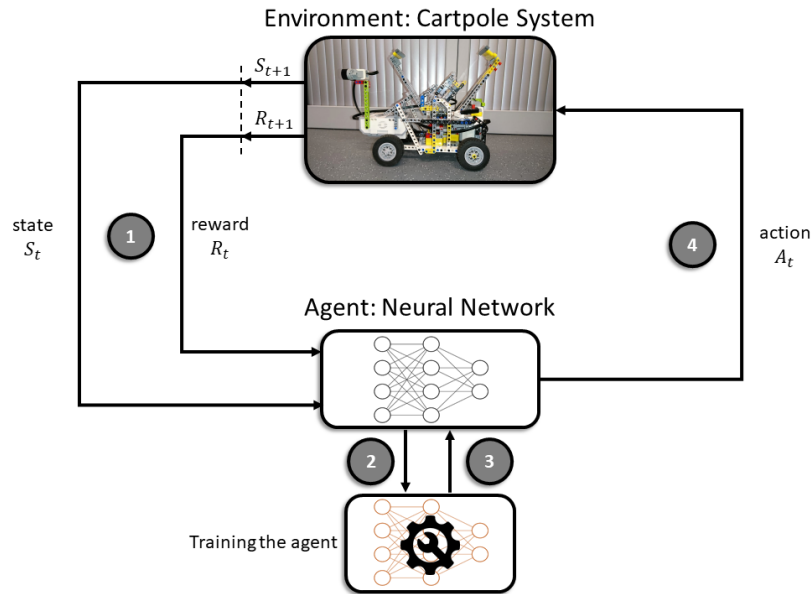 Environment: Cartpole System
S_{t+1}
R_{t+1}
state
S_t
1
reward
R_t
4
action
A_t
Agent: Neural Network
2
3
Training the agent